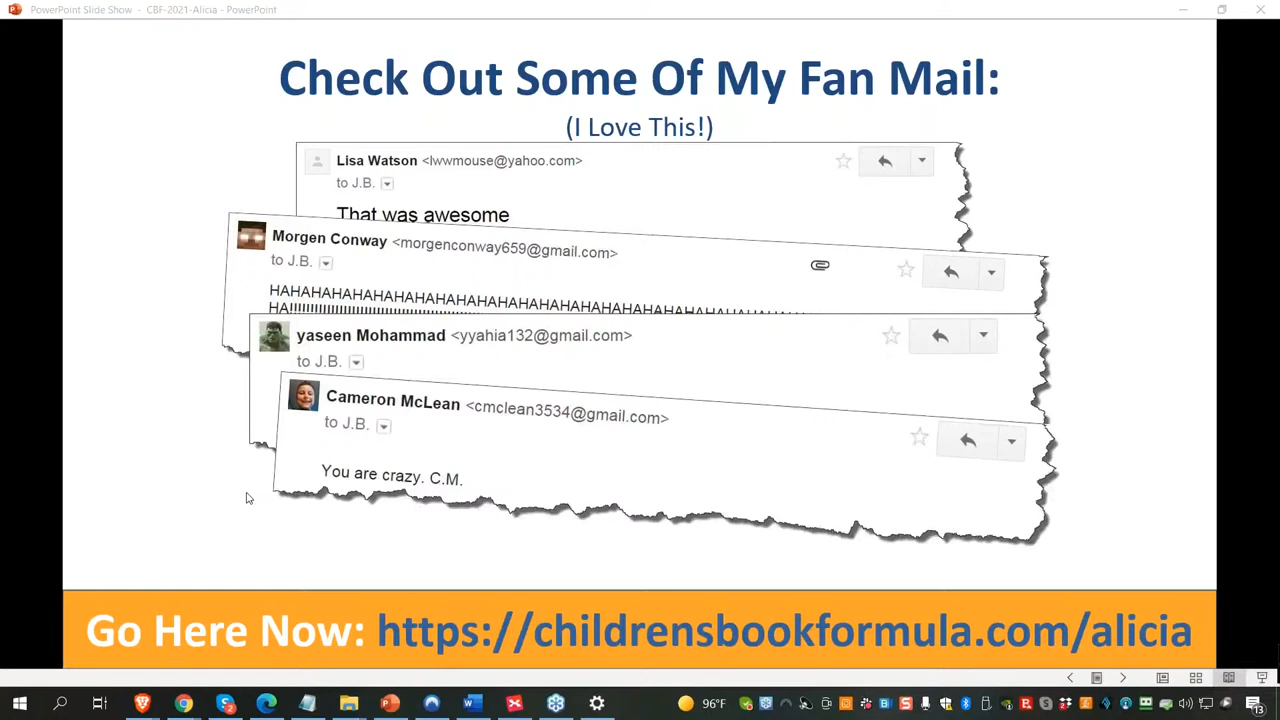 PowerPoint Slide Show - CBF-2021-Alicia - PowerPoint
Check Out Some Of My Fan Mail:
(I Love This!)
Lisa Watson <lwwmouse@yahoo.com>
to J.B.
That was awesome
Morgen Conway <morgenconway659@gmail.com>
to J.B.
yaseen Mohammad <yyahia132@gmail.com>
to J.B.
Cameron McLean <cmclean3534@gmail.com>
to J.B.
You are crazy. C.M.
Go Here Now: https://childrensbookformula.com/alicia
96°F
13